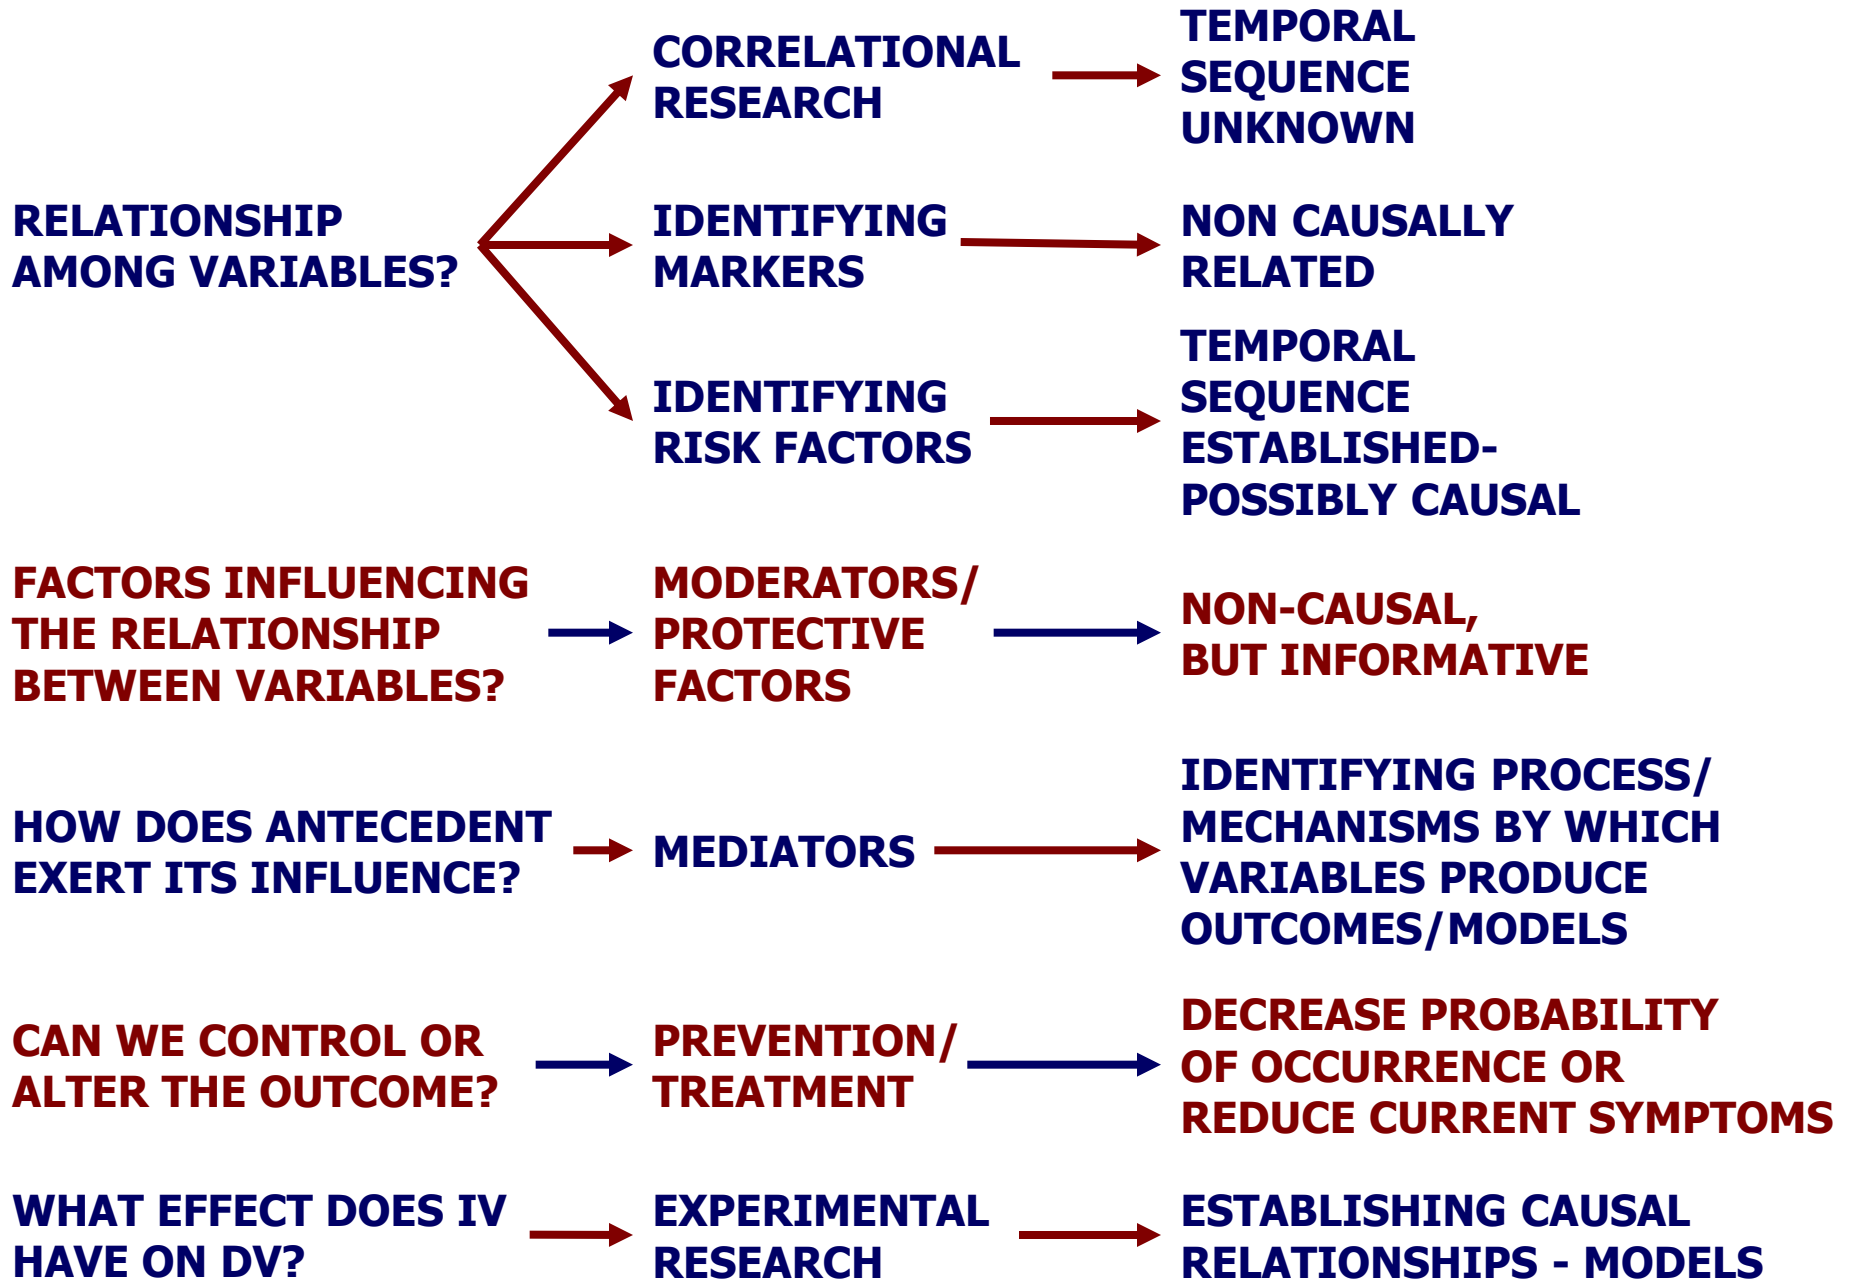 RELATIONSHIP
AMONG VARIABLES?
CORRELATIONAL
RESEARCH
TEMPORAL
SEQUENCE
UNKNOWN
IDENTIFYING
MARKERS
NON CAUSALLY
RELATED
IDENTIFYING
RISK FACTORS
TEMPORAL
SEQUENCE
ESTABLISHED-
POSSIBLY CAUSAL
FACTORS INFLUENCING
THE RELATIONSHIP
BETWEEN VARIABLES?
MODERATORS/
PROTECTIVE
FACTORS
NON-CAUSAL,
BUT INFORMATIVE
HOW DOES ANTECEDENT
EXERT ITS INFLUENCE?
MEDIATORS
IDENTIFYING PROCESS/
MECHANISMS BY WHICH
VARIABLES PRODUCE
OUTCOMES/MODELS
CAN WE CONTROL OR
ALTER THE OUTCOME?
PREVENTION/
TREATMENT
DECREASE PROBABILITY
OF OCCURRENCE OR
REDUCE CURRENT SYMPTOMS
WHAT EFFECT DOES IV
HAVE ON DV?
EXPERIMENTAL
RESEARCH
ESTABLISHING CAUSAL
RELATIONSHIPS - MODELS